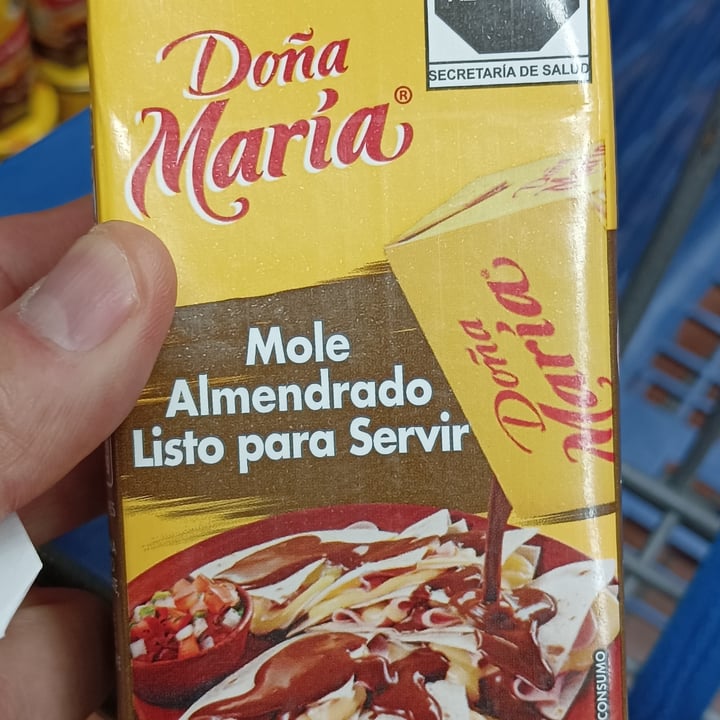 SECRETARÍA DE SALUD
Doña
María®
Doña
María
Mole
Almendrado
Listo para Servir
CONSUMO